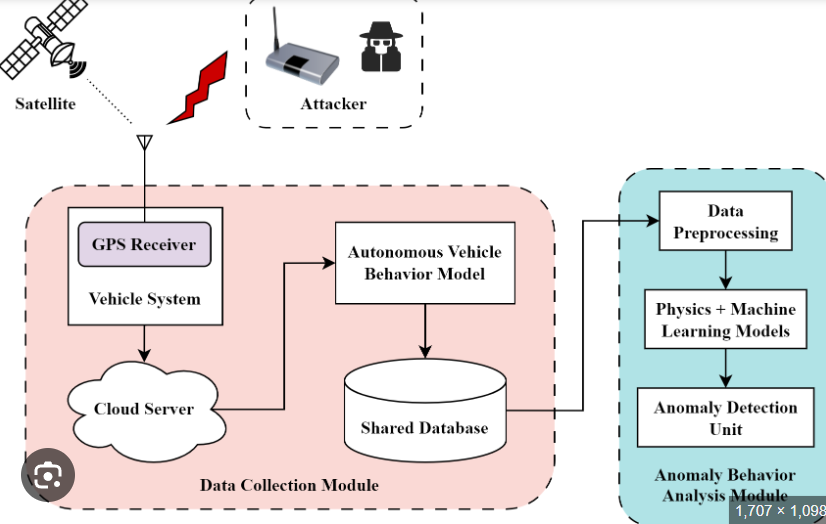 Satellite
Attacker
GPS Receiver
Vehicle System
Cloud Server
Autonomous Vehicle
Behavior Model
Shared Database
Data Collection Module
Data
Preprocessing
Physics + Machine
Learning Models
Anomaly Detection
Unit
Anomaly Behavior
Analysis Module
1,707 × 1,098